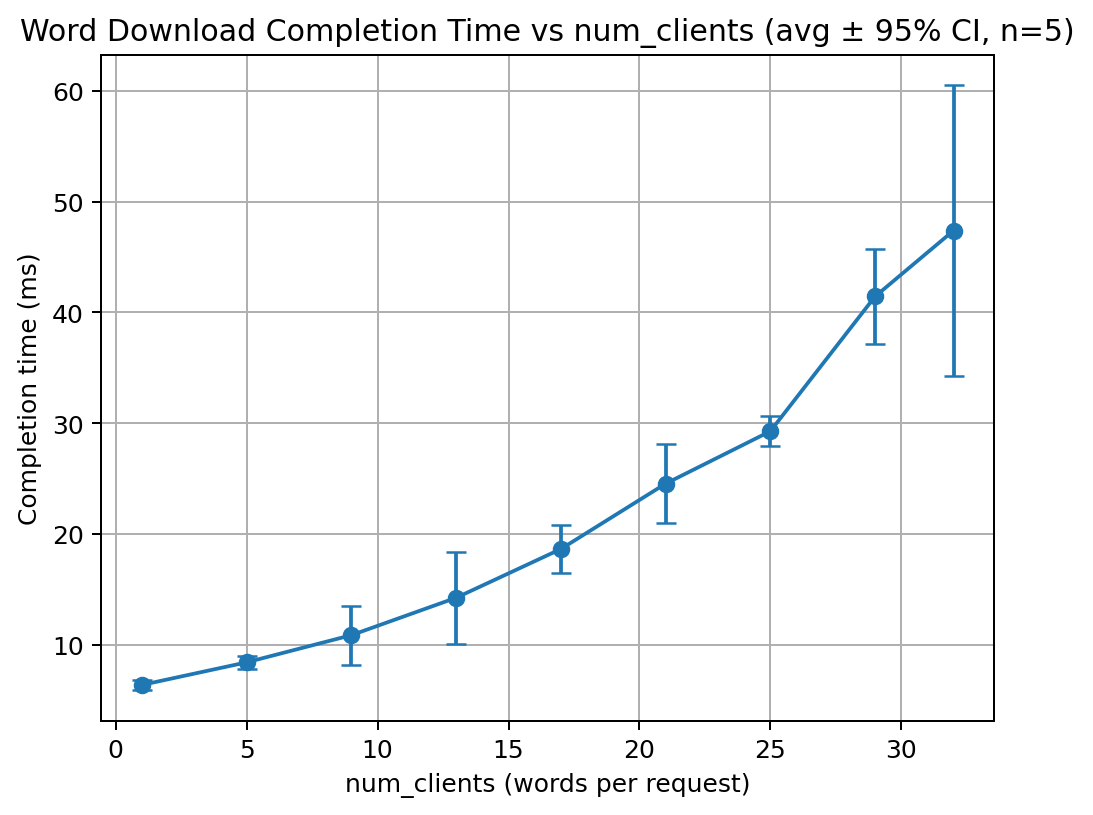 Word Download Completion Time vs num_clients (avg ± 95% CI, n=5)
60
50
40
30
20
10
Completion time (ms)
0 5 10 15 20 25 30
num_clients (words per request)